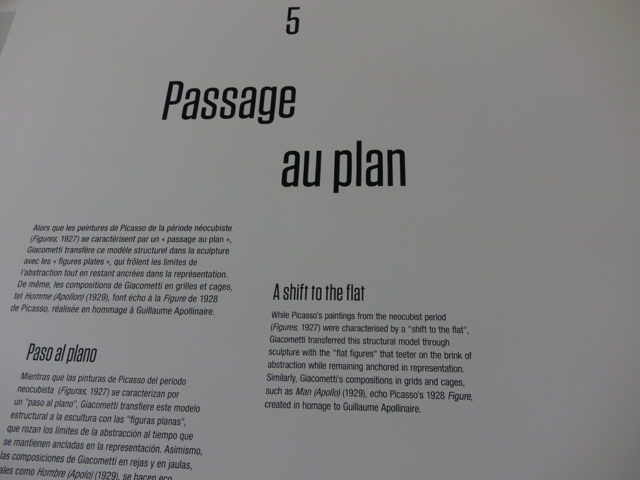 5
Passage
au plan
Alors que les peintures de Picasso de la période néocubiste
(Figures, 1927) se caractérisent par un « passage au plan »,
Giacometti transfère ce modèle structurel dans la sculpture
avec les « figures plates », qui frôlent les limites de
l'abstraction tout en restant ancrées dans la représentation.
De même, les compositions de Giacometti en grilles et cages,
tel Homme (Apollon) (1929), font écho à la Figure de 1928
de Picasso, réalisée en hommage à Guillaume Apollinaire.
Paso al plano
Mientras que las pinturas de Picasso del periodo
neocubista (Figuras, 1927) se caracterizan por
un "paso al plano", Giacometti transfiere este modelo
estructural a la escultura con las "figuras planas",
que rozan los límites de la abstracción al tiempo que
se mantienen ancladas en la representación. Asimismo,
las composiciones de Giacometti en rejas y en jaulas,
ales como Hombre (Apolo) (1929), se hacen eco
A shift to the flat
While Picasso's paintings from the neocubist period
(Figures, 1927) were characterised by a "shift to the flat",
Giacometti transferred this structural model through
sculpture with the "flat figures" that teeter on the brink of
abstraction while remaining anchored in representation.
Similarly, Giacometti's compositions in grids and cages,
such as Man (Apollo) (1929), echo Picasso's 1928 Figure,
created in homage to Guillaume Apollinaire.